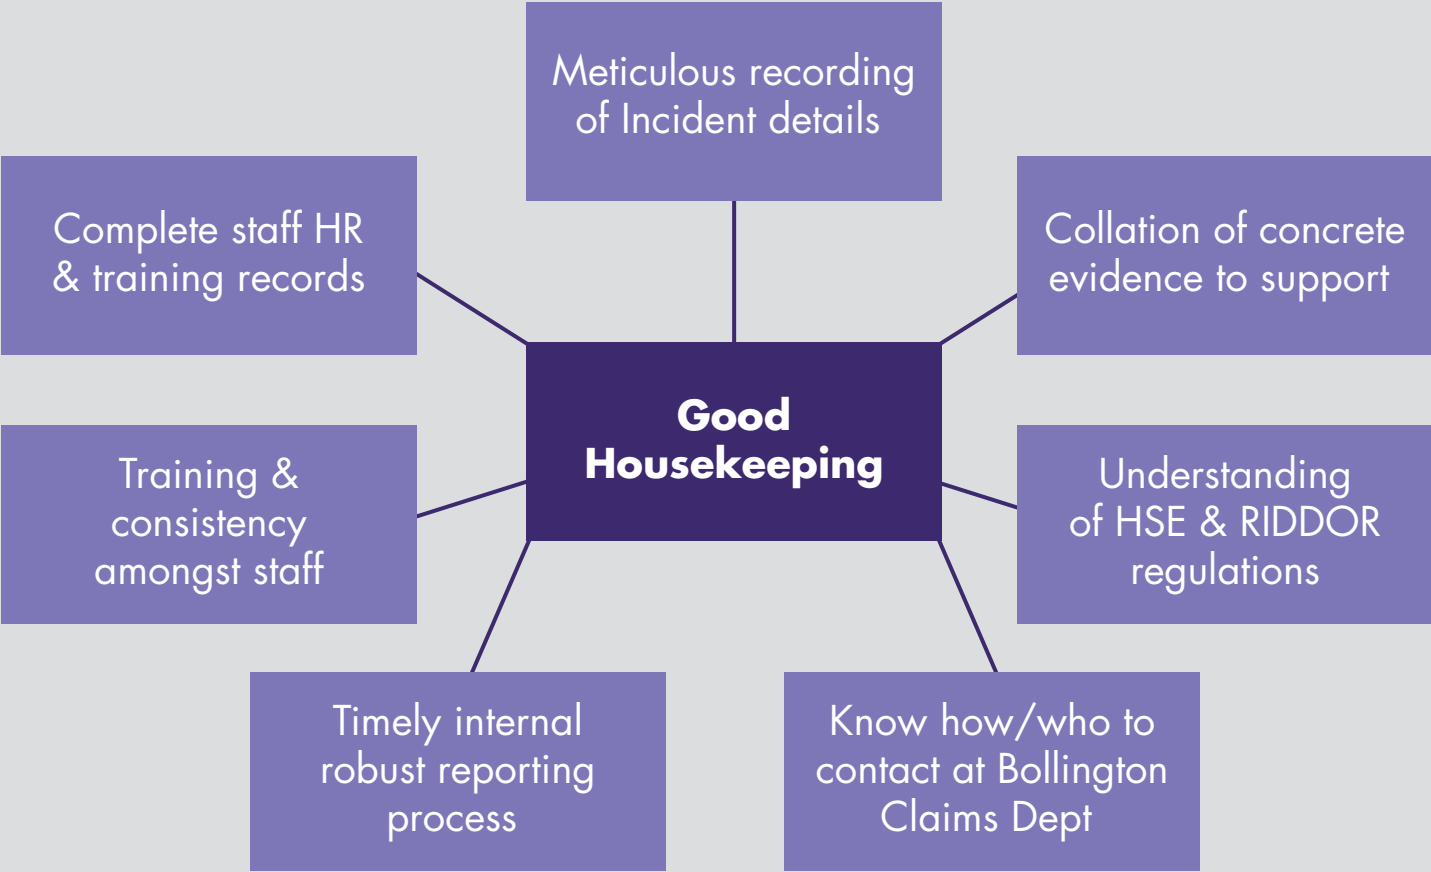 Meticulous recording
of Incident details
Complete staff HR
& training records
Collation of concrete
evidence to support
Good
Housekeeping
Training &
consistency
amongst staff
Understanding
of HSE & RIDDOR
regulations
Timely internal
robust reporting
process
Know how/who to
contact at Bollington
Claims Dept